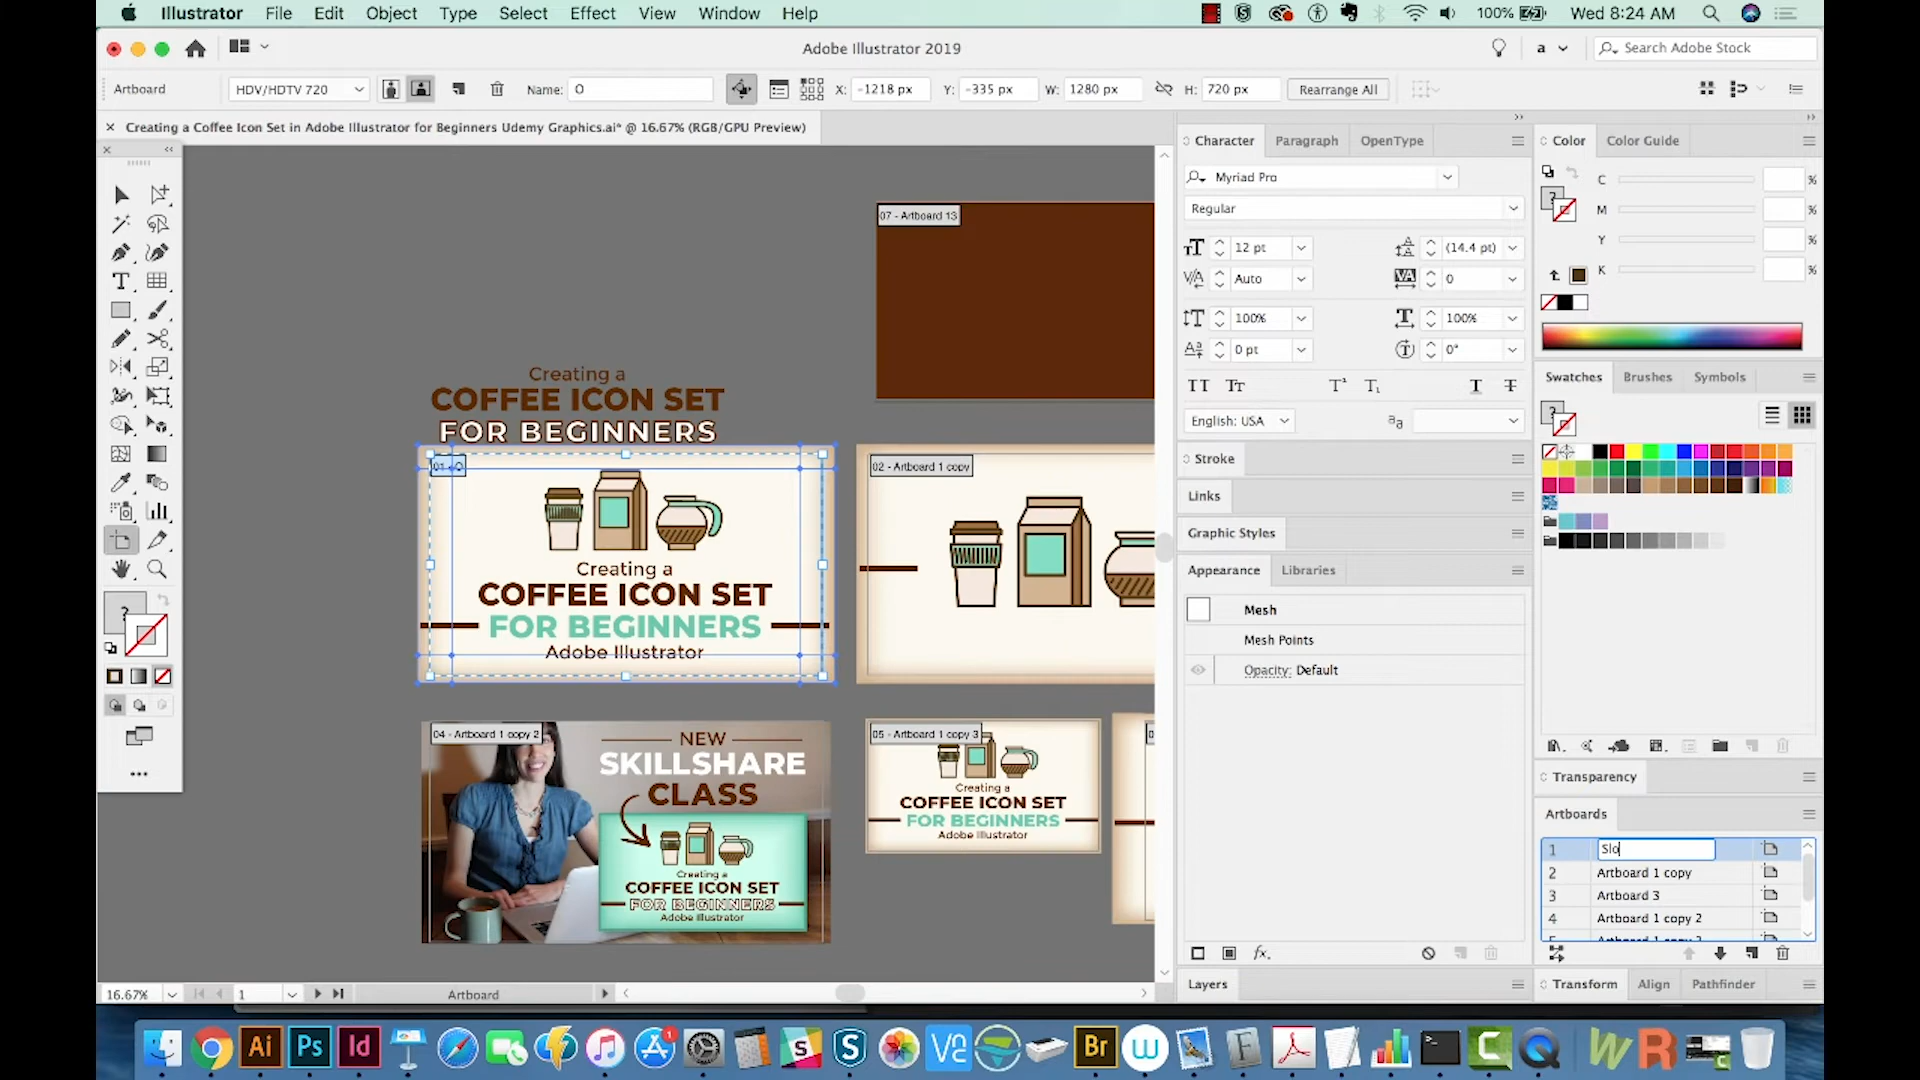 Illustrator File Edit Object Type Select Effect View Window Help
100% Wed 8:24 AM
Adobe Illustrator 2019
a
Search Adobe Stock
Artboard
HDV/HDTV 720
Name: O
X: -1218 px
Y: -335 px
W: 1280 px
H: 720 px
Rearrange All
Creating a Coffee Icon Set in Adobe Illustrator for Beginners Udemy Graphics.ai* @ 16.67% (RGB/GPU Preview)
07 - Artboard 13
Creating a
COFFEE ICON SET
FOR BEGINNERS
01 - O
Creating a
COFFEE ICON SET
FOR BEGINNERS
Adobe Illustrator
02 - Artboard 1 copy
04 - Artboard 1 copy 2
NEW
SKILLSHARE
CLASS
Creating a
COFFEE ICON SET
FOR BEGINNERS
Adobe Illustrator
05 - Artboard 1 copy 3
Creating a
COFFEE ICON SET
FOR BEGINNERS
Adobe Illustrator
16.67%
1
Artboard
Character Paragraph OpenType
Myriad Pro
Regular
12 pt
(14.4 pt)
Auto
0
100%
100%
0 pt
0°
English: USA
Stroke
Links
Graphic Styles
Appearance Libraries
Mesh
Mesh Points
Opacity: Default
fx.
Layers
Color Color Guide
C %
M %
Y %
K %
Swatches Brushes Symbols
Transparency
Artboards
1 Slo
2 Artboard 1 copy
3 Artboard 3
4 Artboard 1 copy 2
5 Artboard 1 copy 3
Transform Align Pathfinder
Ai Ps Id
Br